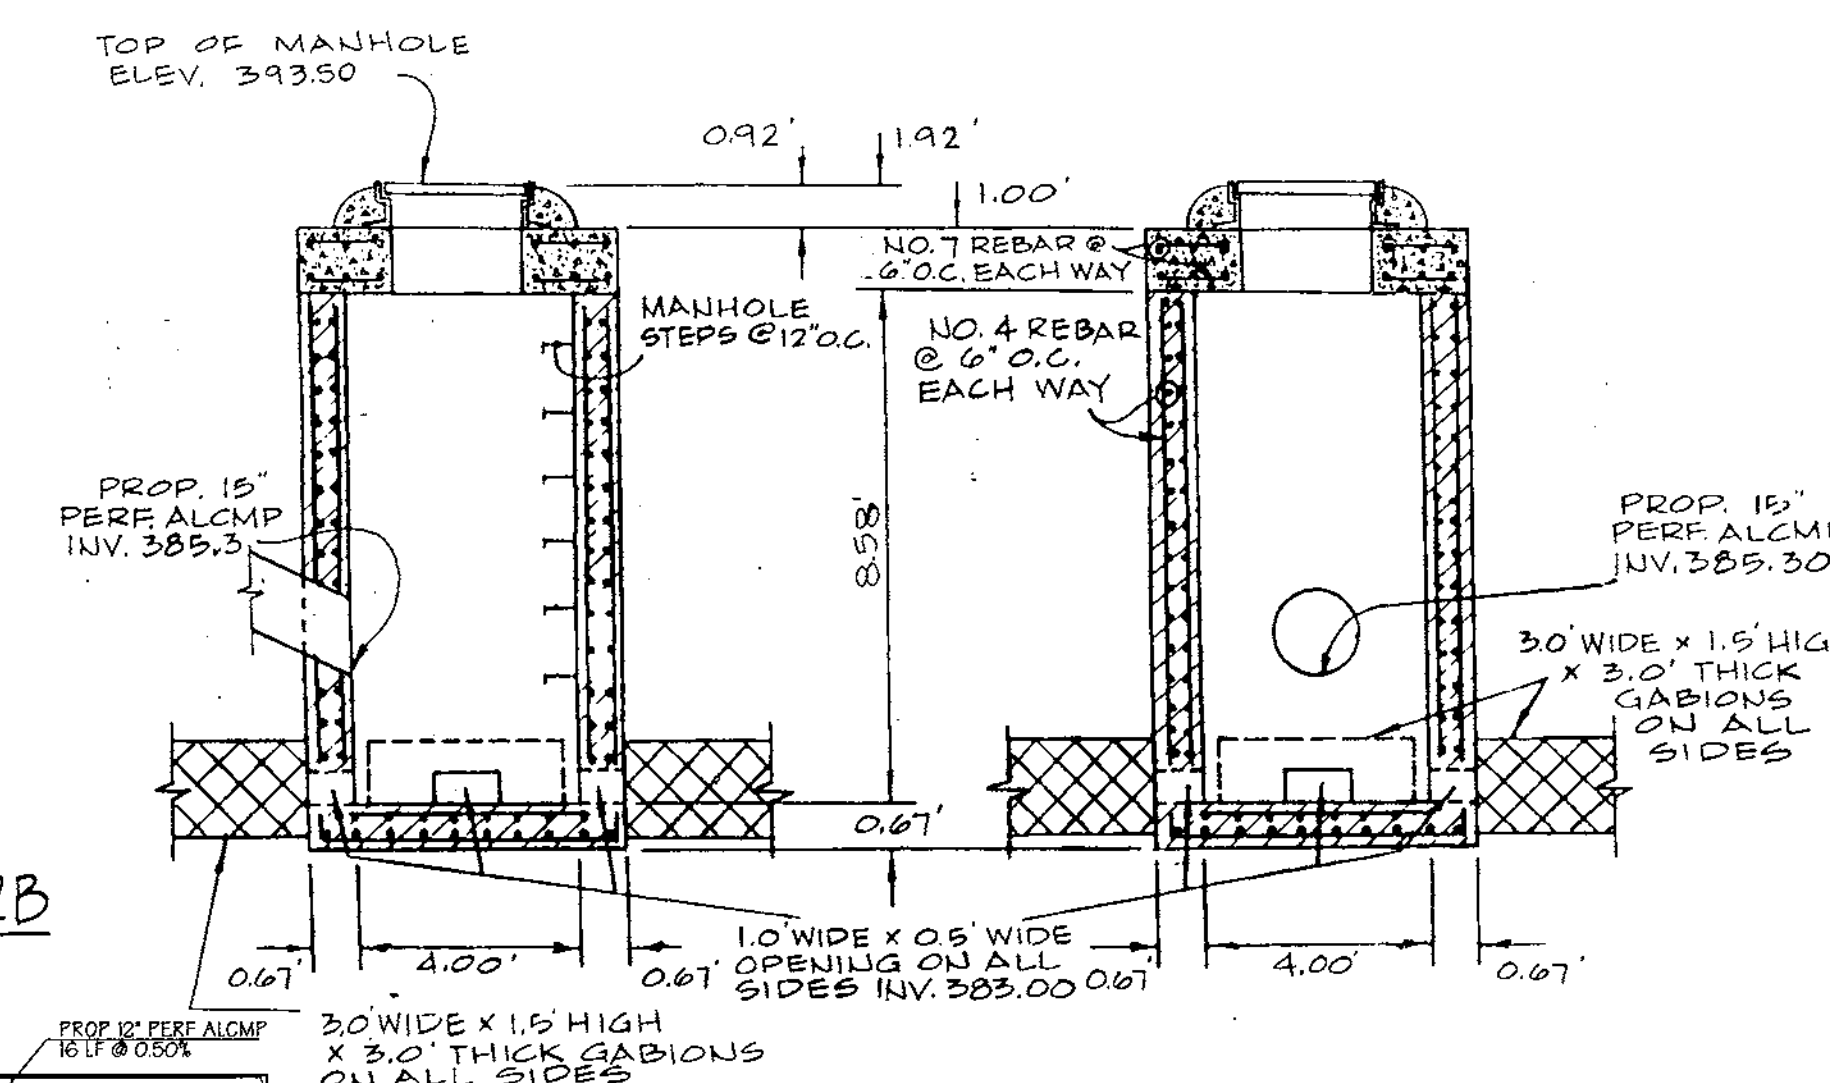 TOP OF MANHOLE
ELEV. 393.50
0.92'
1.92'
1.00'
NO. 7 REBAR @
6" O.C. EACH WAY
MANHOLE
STEPS @ 12" O.C.
NO. 4 REBAR
@ 6" O.C.
EACH WAY
PROP. 15"
PERF. ALCMP
INV. 385.3
8.58'
PROP. 15"
PERF. ALCMP
INV. 385.30
3.0' WIDE x 1.5' HIG
x 3.0' THICK
GABIONS
ON ALL
SIDES
0.67'
2B
0.67'
4.00'
0.67'
1.0' WIDE x 0.5' WIDE
OPENING ON ALL
SIDES INV. 383.00
0.67'
4.00'
0.67'
3.0' WIDE x 1.5' HIGH
x 3.0' THICK GABIONS
ON ALL SIDES
PROP 12" PERF ALCMP
16 LF @ 0.50%